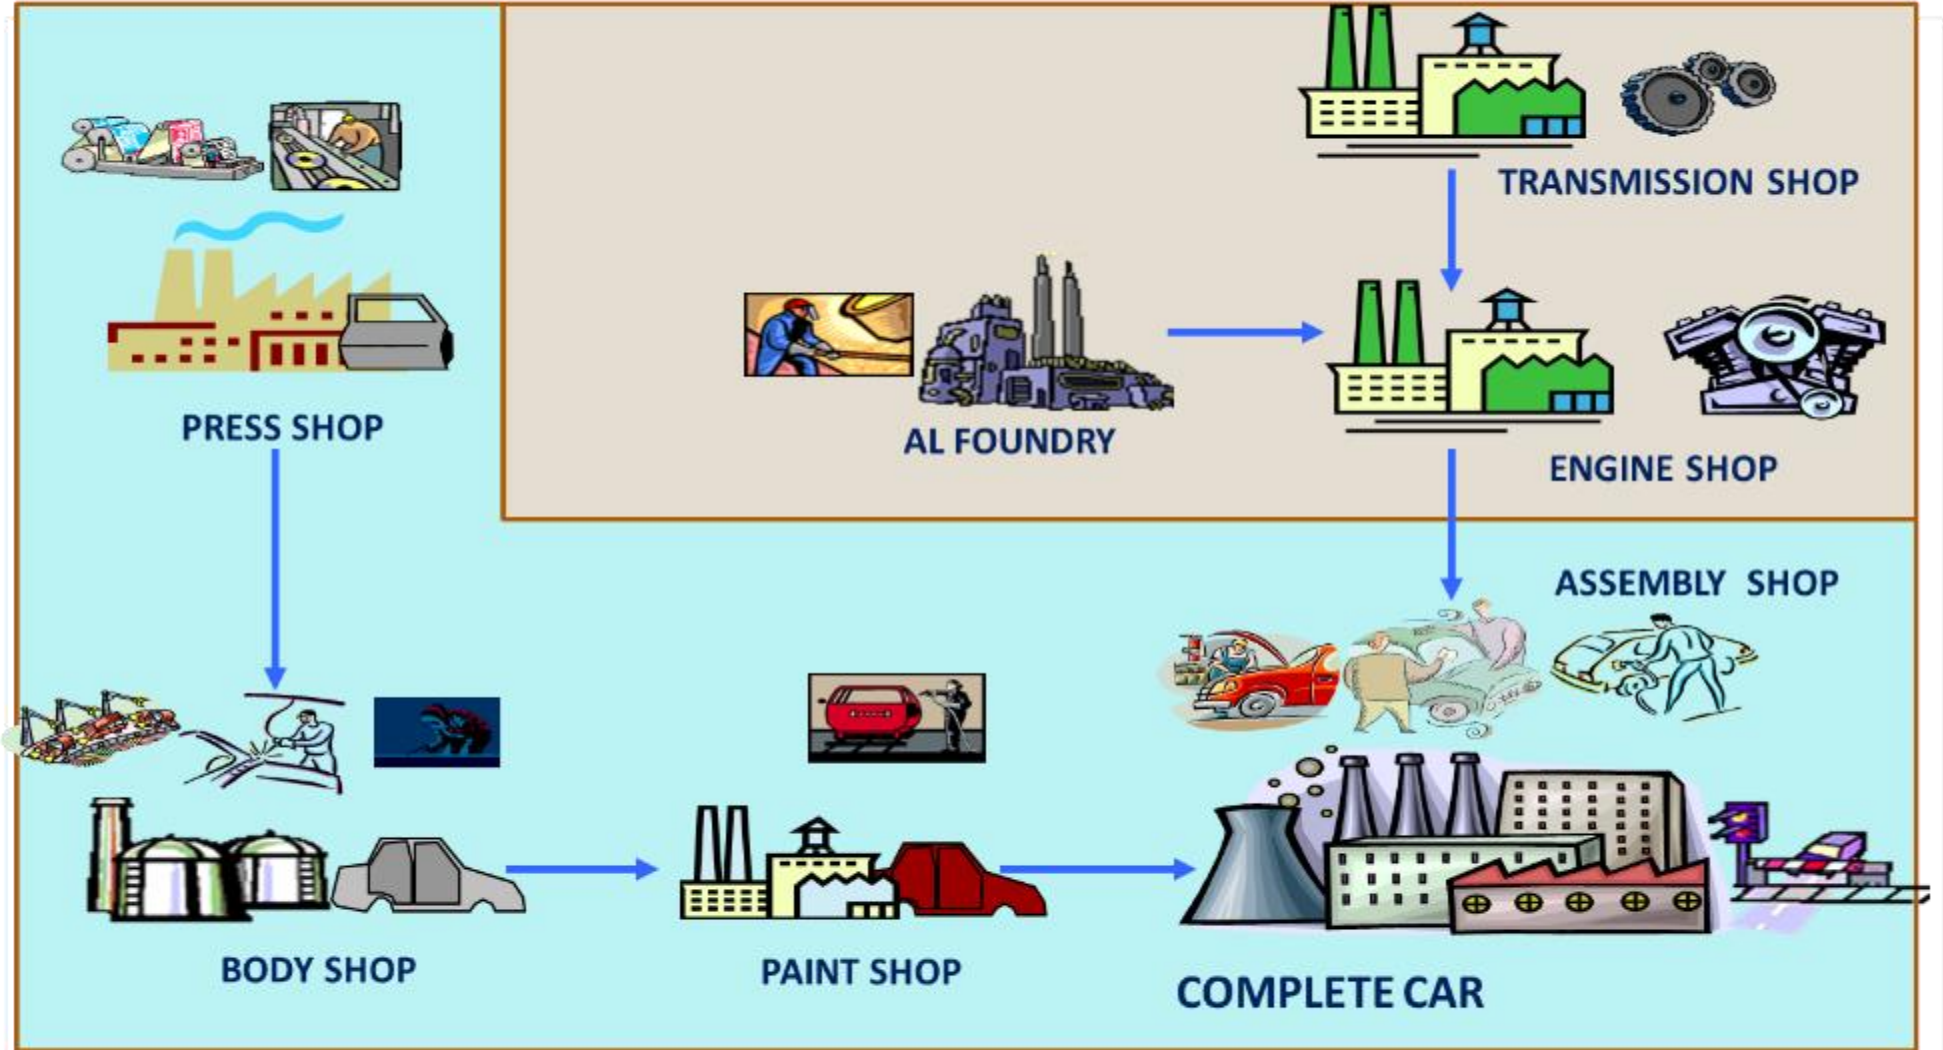 TRANSMISSION SHOP
PRESS SHOP
AL FOUNDRY
ENGINE SHOP
ASSEMBLY SHOP
BODY SHOP
PAINT SHOP
COMPLETE CAR